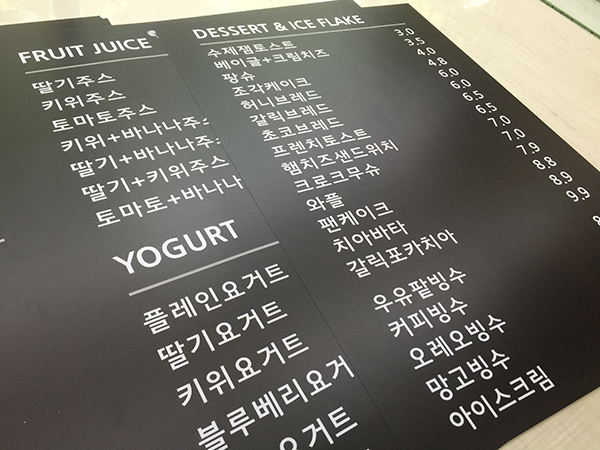 FRUIT JUICE
딸기주스
키위주스
토마토주스
키위+바나나주스
딸기+바나나주
딸기+키위주스
토마토+바나나
YOGURT
플레인요거트
딸기요거트
키위요거트
블루베리요거
요거트
DESSERT & ICE FLAKE
수제잼토스트
베이글+크림치즈
팡슈
조각케이크
허니브레드
갈릭브레드
초코브레드
프렌치토스트
햄치즈샌드위치
크로크무슈
와플
팬케이크
치아바타
갈릭포카치아
우유팥빙수
커피빙수
오레오빙수
망고빙수
아이스크림
3.0
3.5
4.0
4.8
6.0
6.0
6.5
6.5
7.0
7.0
7.9
8.8
8.9
9.9